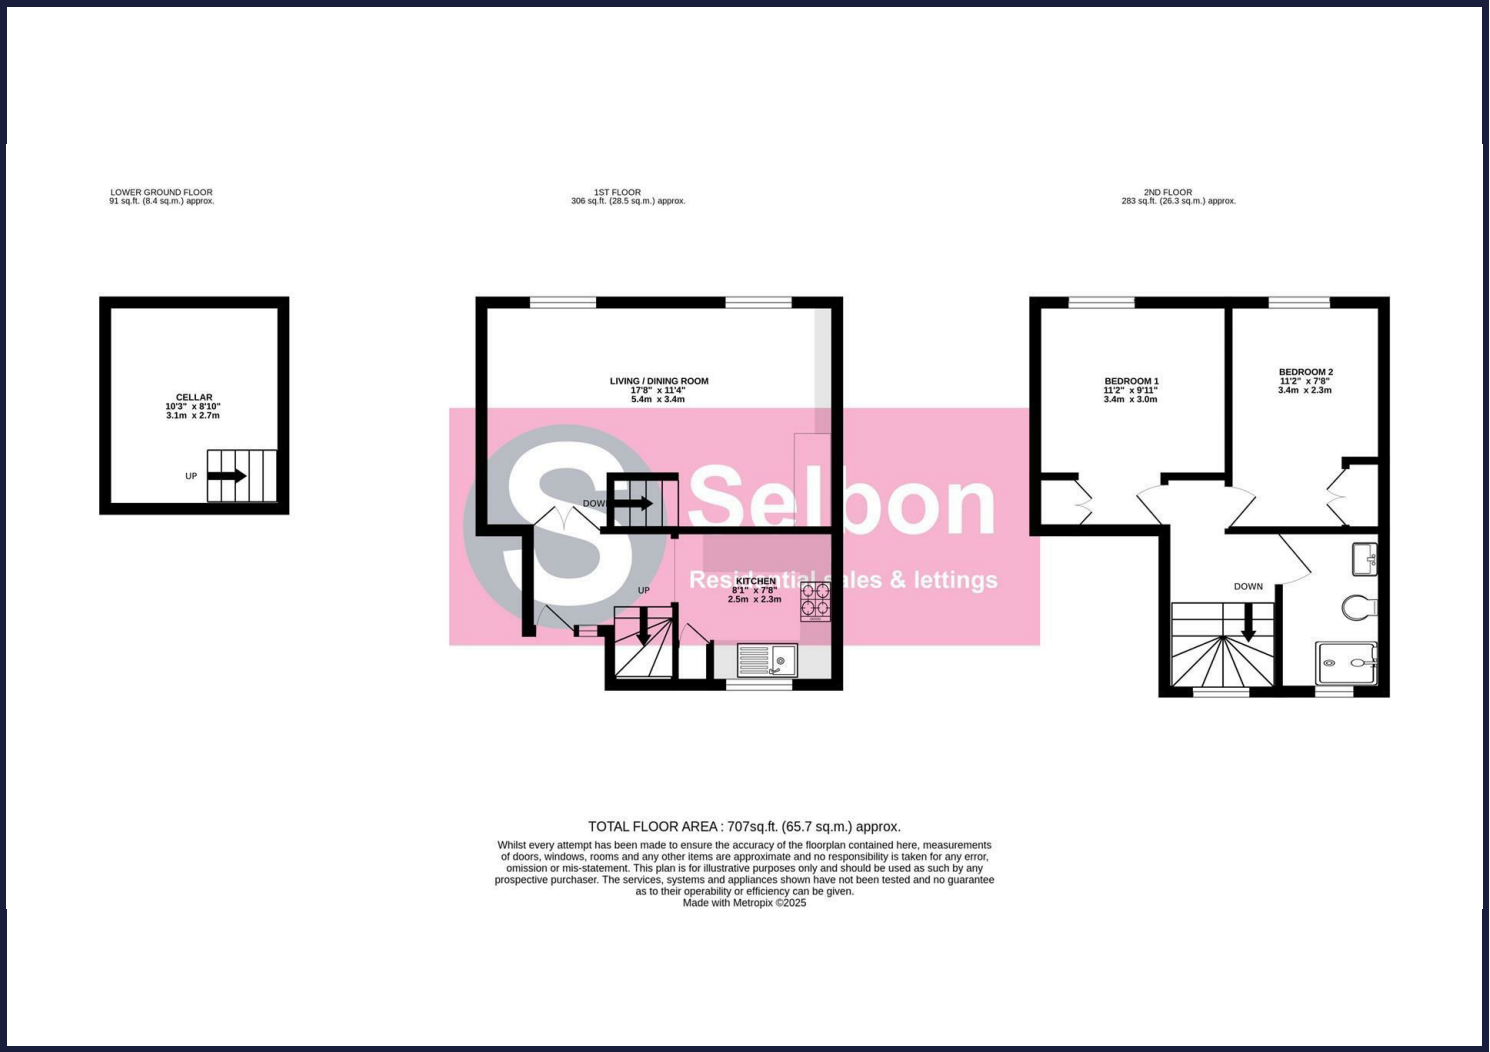 LOWER GROUND FLOOR
91 sq.ft. (8.4 sq.m.) approx.
1ST FLOOR
306 sq.ft. (28.5 sq.m.) approx.
2ND FLOOR
283 sq.ft. (26.3 sq.m.) approx.
CELLAR
10'3" x 8'10"
3.1m x 2.7m
UP
LIVING / DINING ROOM
17'8" x 11'4"
5.4m x 3.4m
DOWN
S
Selbon
Residential sales & lettings
UP
KITCHEN
8'1" x 7'8"
2.5m x 2.3m
BEDROOM 1
11'2" x 9'11"
3.4m x 3.0m
BEDROOM 2
11'2" x 7'8"
3.4m x 2.3m
DOWN
TOTAL FLOOR AREA : 707sq.ft. (65.7 sq.m.) approx.
Whilst every attempt has been made to ensure the accuracy of the floorplan contained here, measurements
of doors, windows, rooms and any other items are approximate and no responsibility is taken for any error,
omission or mis-statement. This plan is for illustrative purposes only and should be used as such by any
prospective purchaser. The services, systems and appliances shown have not been tested and no guarantee
as to their operability or efficiency can be given.
Made with Metropix ©2025